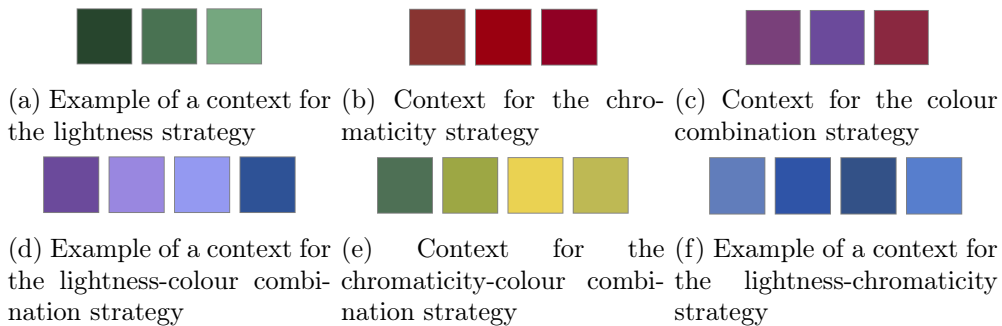 (a) Example of a context for
the lightness strategy
(b) Context for the chro-
maticity strategy
(c) Context for the colour
combination strategy
(d) Example of a context for
the lightness-colour combi-
nation strategy
(e) Context for the
chromaticity-colour combi-
nation strategy
(f) Example of a context for
the lightness-chromaticity
strategy